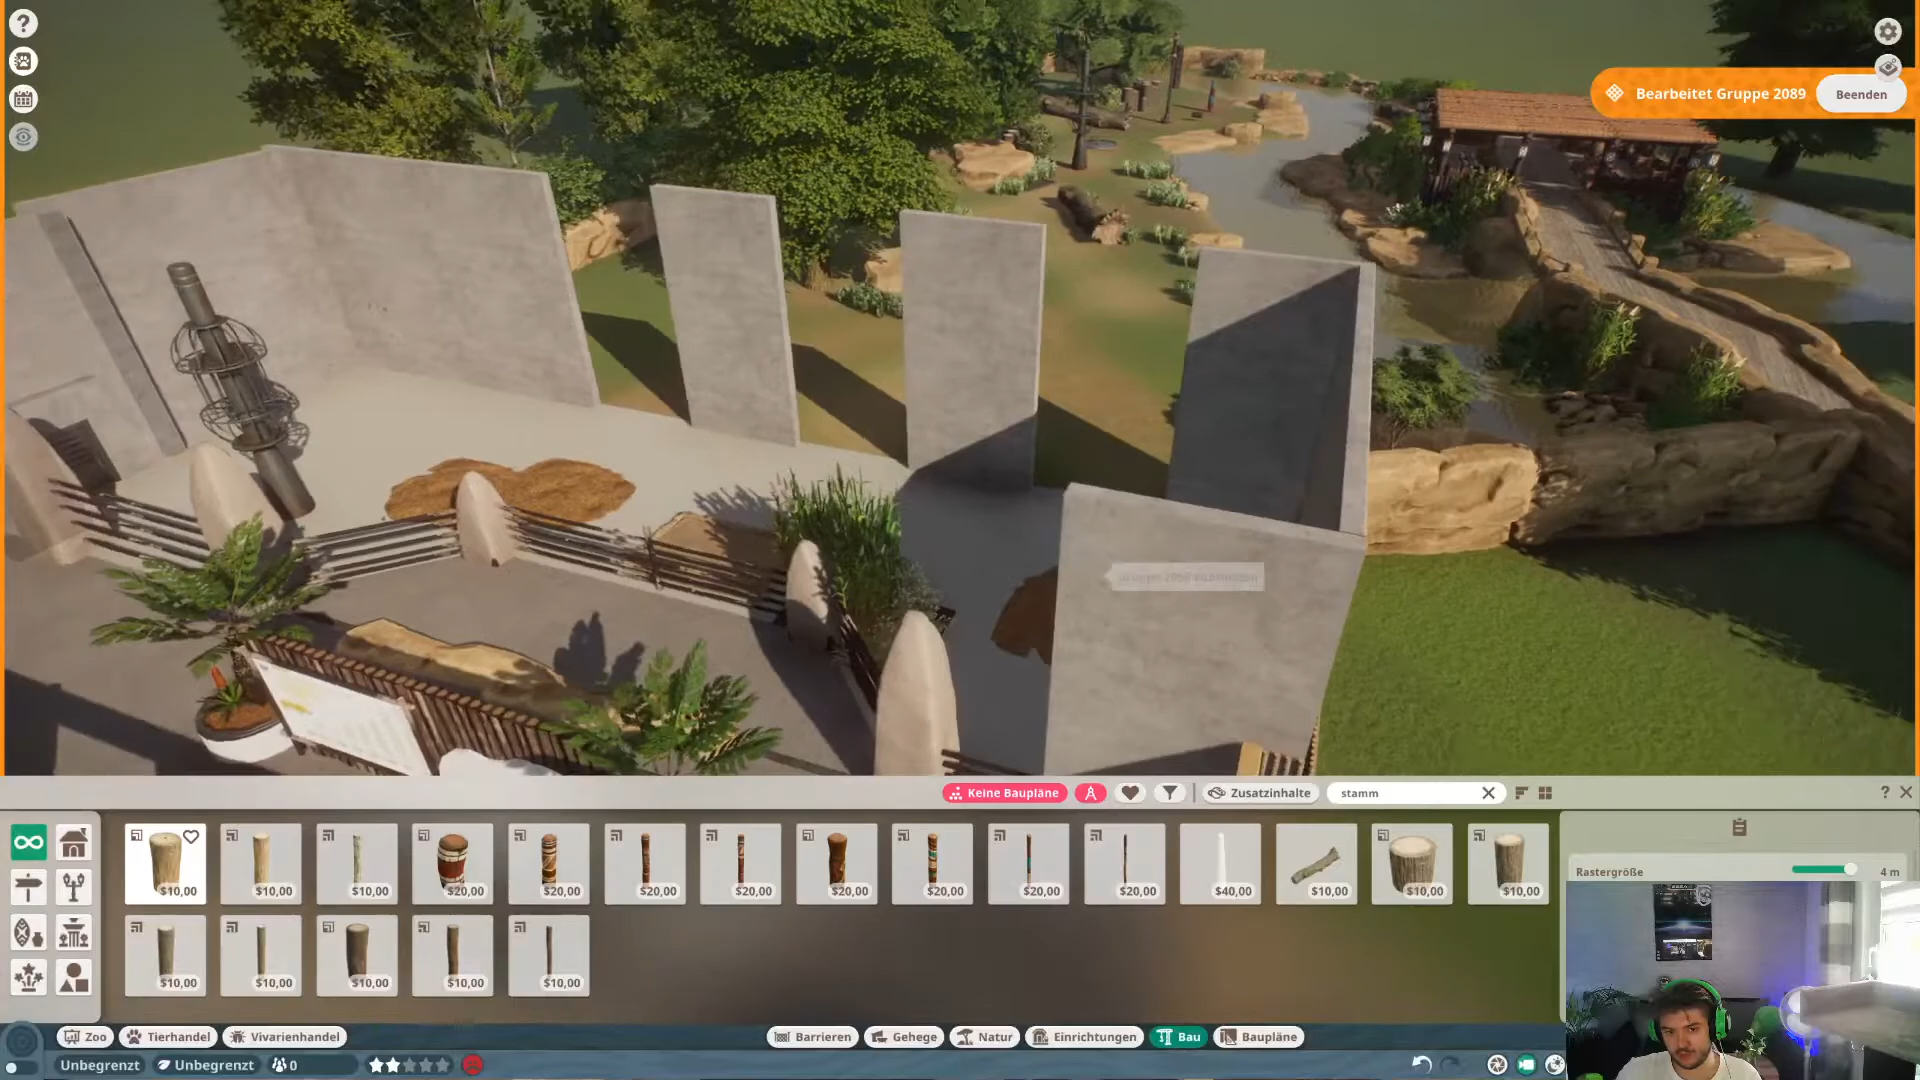 Bearbeitet Gruppe 2089
Beenden
Keine Baupläne
Zusatzinhalte
stamm
?
$10,00
$10,00
$10,00
$20,00
$20,00
$20,00
$20,00
$20,00
$20,00
$20,00
$20,00
$40,00
$10,00
$10,00
$10,00
$10,00
$10,00
$10,00
$10,00
$10,00
Rastergröße
4 m
Zoo
Tierhandel
Vivarienhandel
Barrieren
Gehege
Natur
Einrichtungen
Bau
Baupläne
Unbegrenzt
Unbegrenzt
0